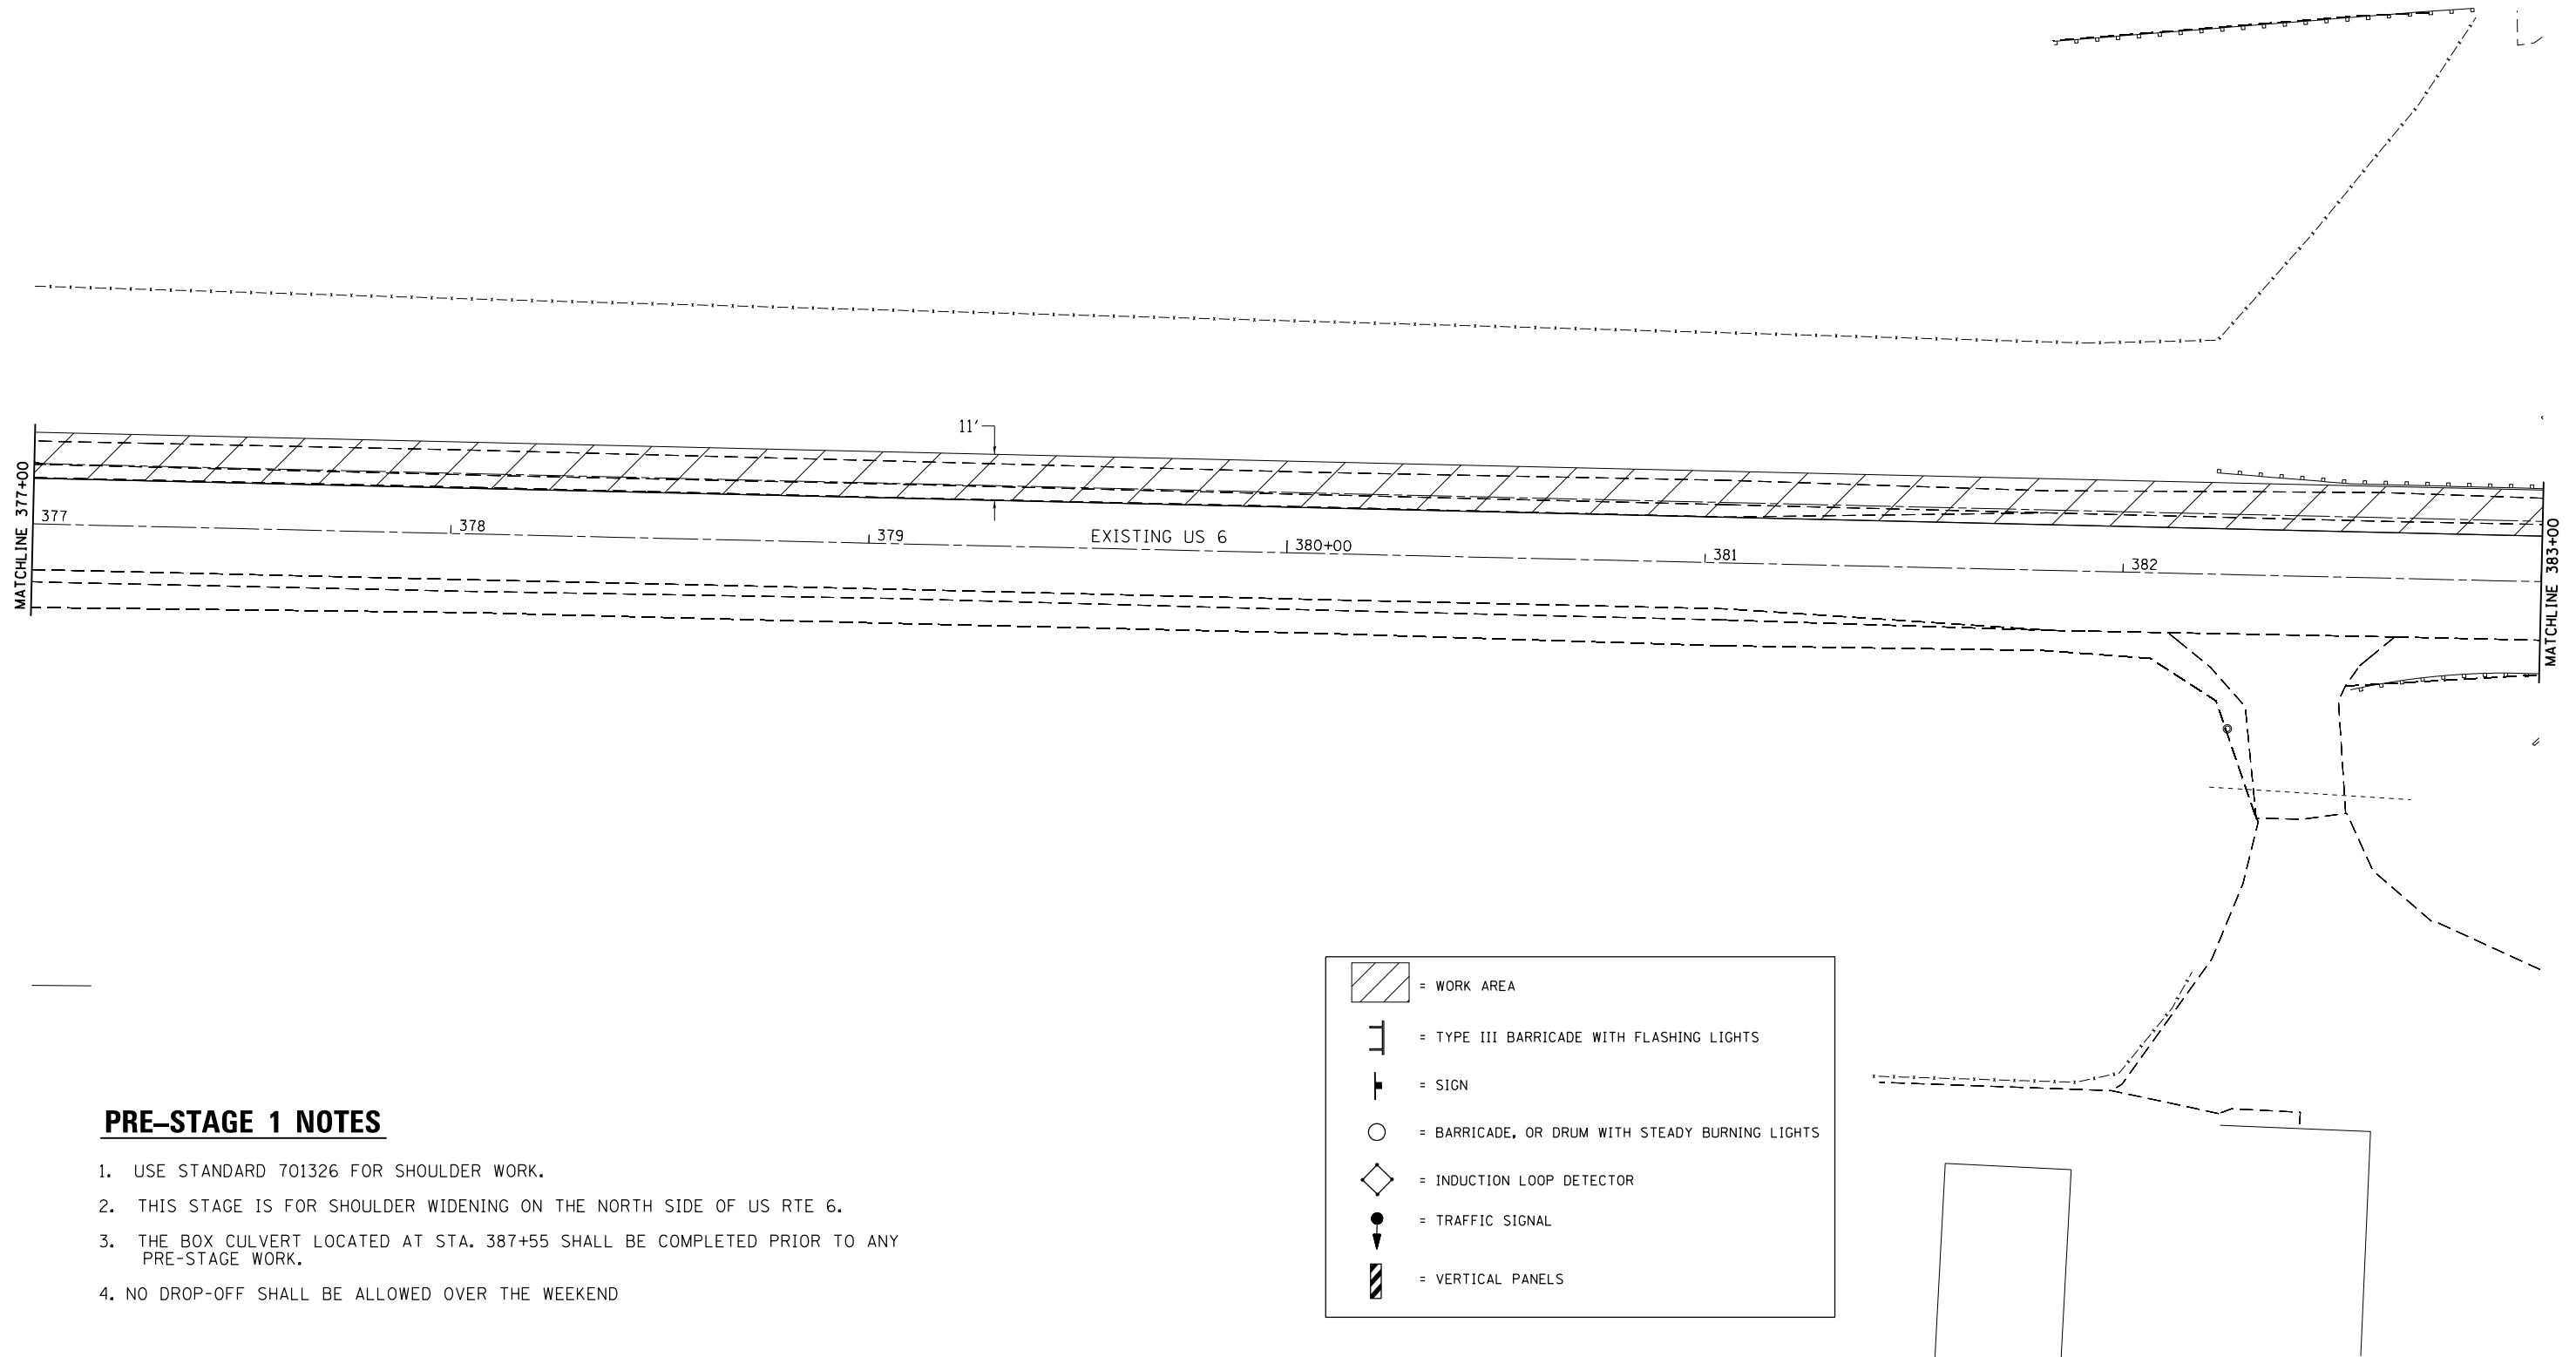 11'
MATCHLINE 377+00
377
378
379
EXISTING US 6
380+00
381
382
MATCHLINE 383+00
= WORK AREA
= TYPE III BARRICADE WITH FLASHING LIGHTS
= SIGN
= BARRICADE, OR DRUM WITH STEADY BURNING LIGHTS
= INDUCTION LOOP DETECTOR
= TRAFFIC SIGNAL
= VERTICAL PANELS
PRE–STAGE 1 NOTES
1. USE STANDARD 701326 FOR SHOULDER WORK.
2. THIS STAGE IS FOR SHOULDER WIDENING ON THE NORTH SIDE OF US RTE 6.
3. THE BOX CULVERT LOCATED AT STA. 387+55 SHALL BE COMPLETED PRIOR TO ANY
PRE-STAGE WORK.
4. NO DROP-OFF SHALL BE ALLOWED OVER THE WEEKEND